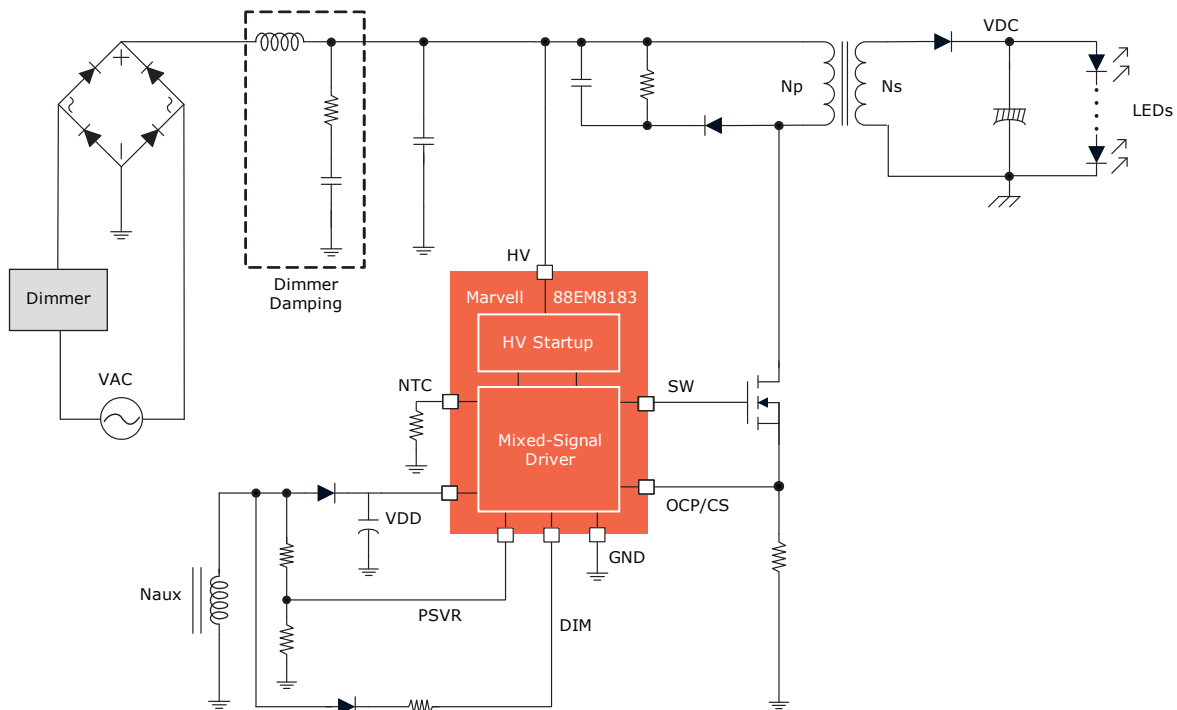 VDC
Np
Ns
LEDs
HV
Dimmer
Damping
Marvell 88EM8183
Dimmer
HV Startup
VAC
NTC
SW
Mixed-Signal
Driver
VDD
OCP/CS
GND
Naux
PSVR
DIM